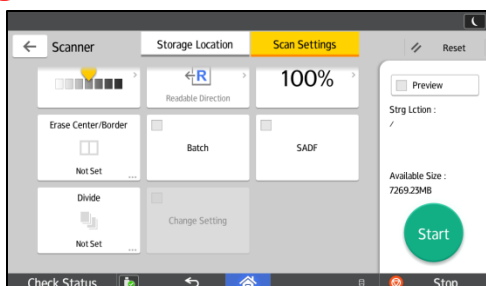 Scanner
Storage Location
Scan Settings
Reset
R
Readable Direction
100%
Preview
Strg Lction :
/
Erase Center/Border
Not Set
Batch
SADF
Available Size :
7269.23MB
Divide
Not Set
Change Setting
Start
Check Status
Stop